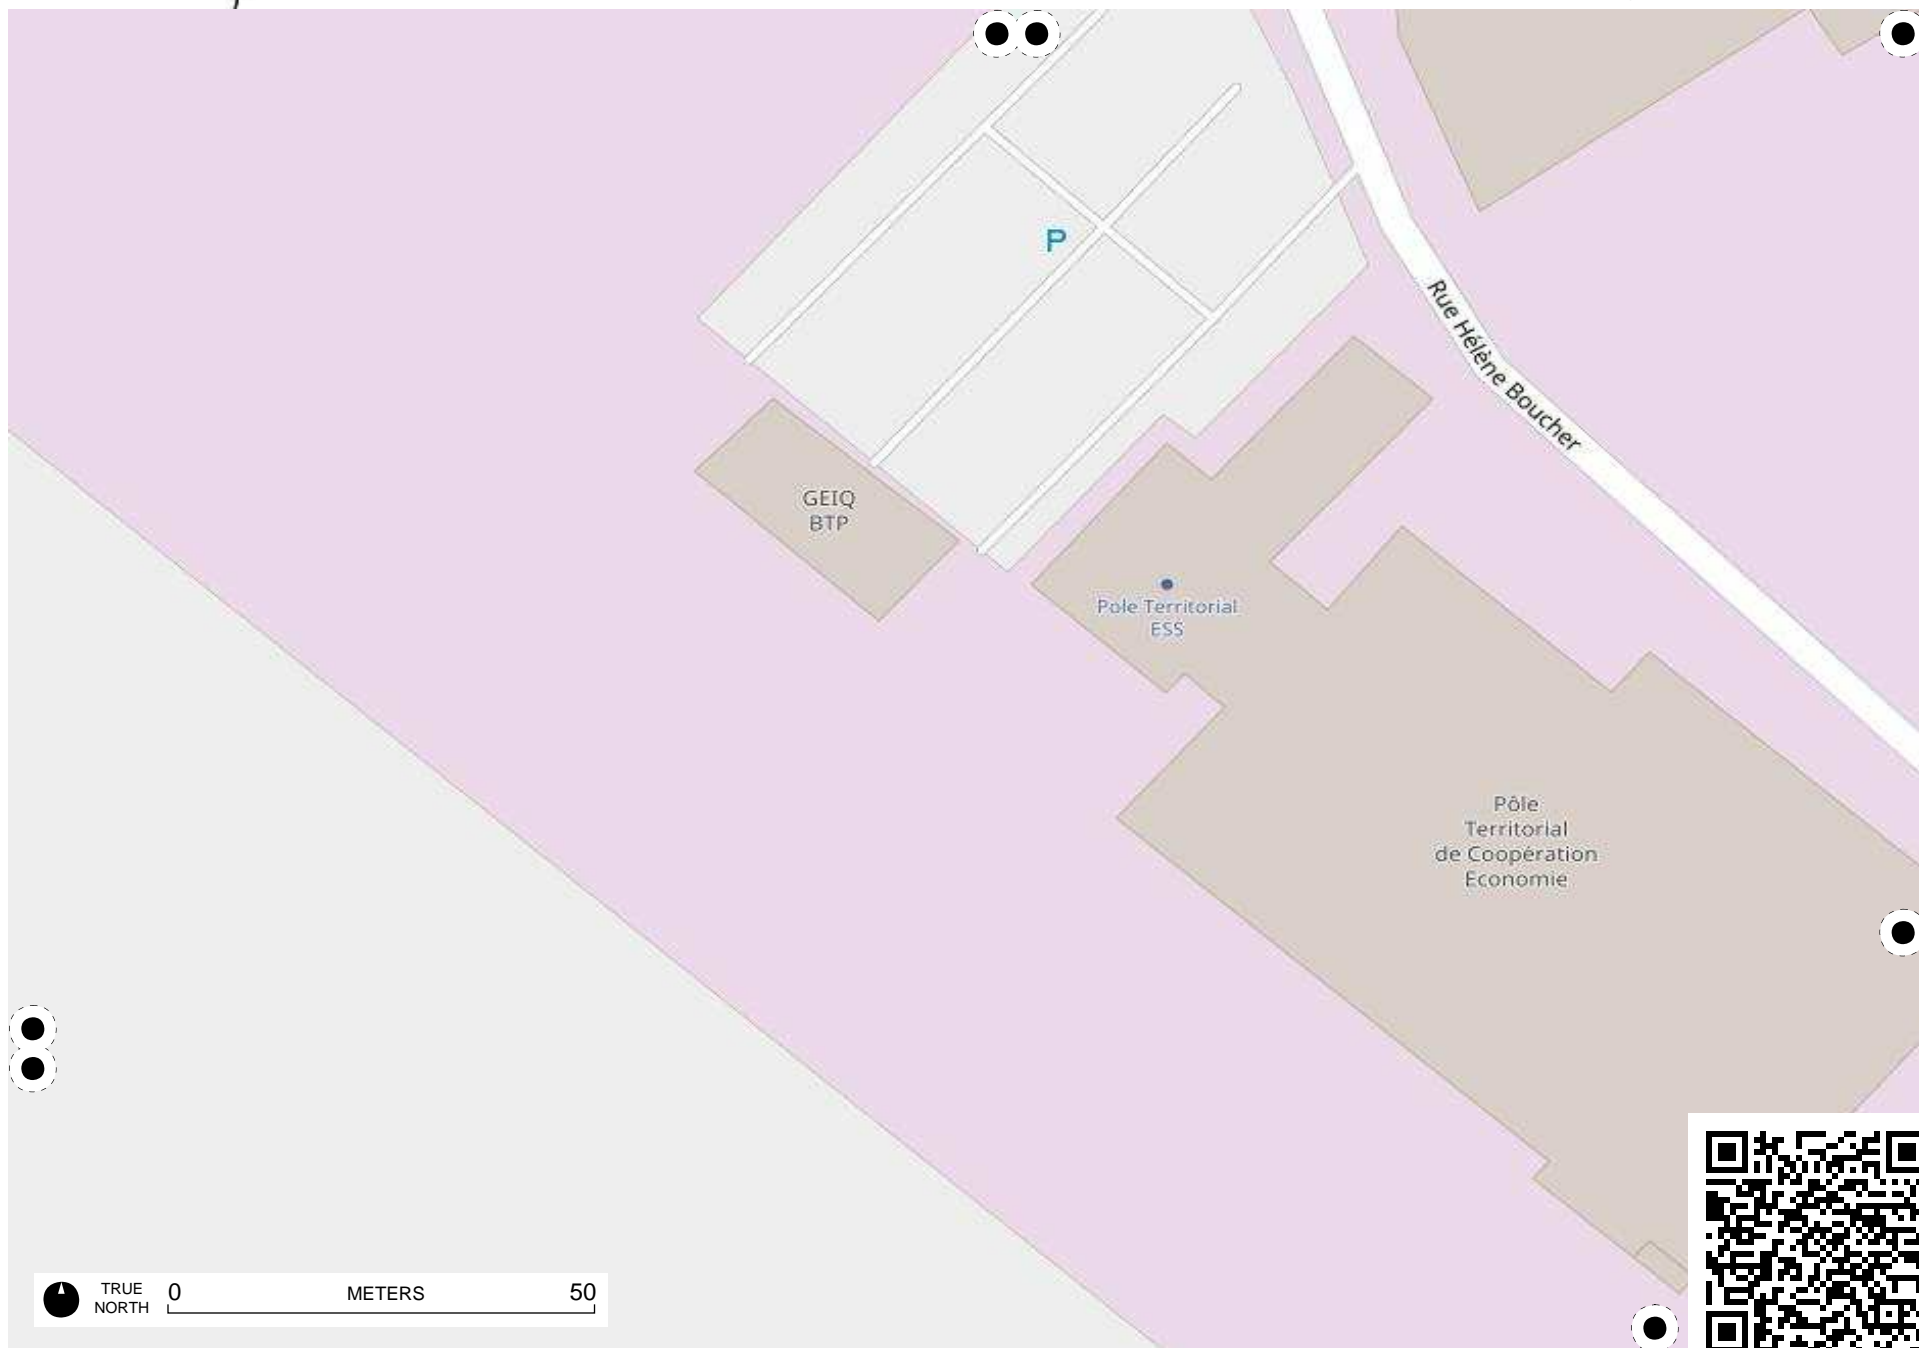 P
Rue Hélène Boucher
GEIQ
BTP
Pole Territorial
ESS
Pôle
Territorial
de Coopération
Economie
TRUE
NORTH
0 METERS 50